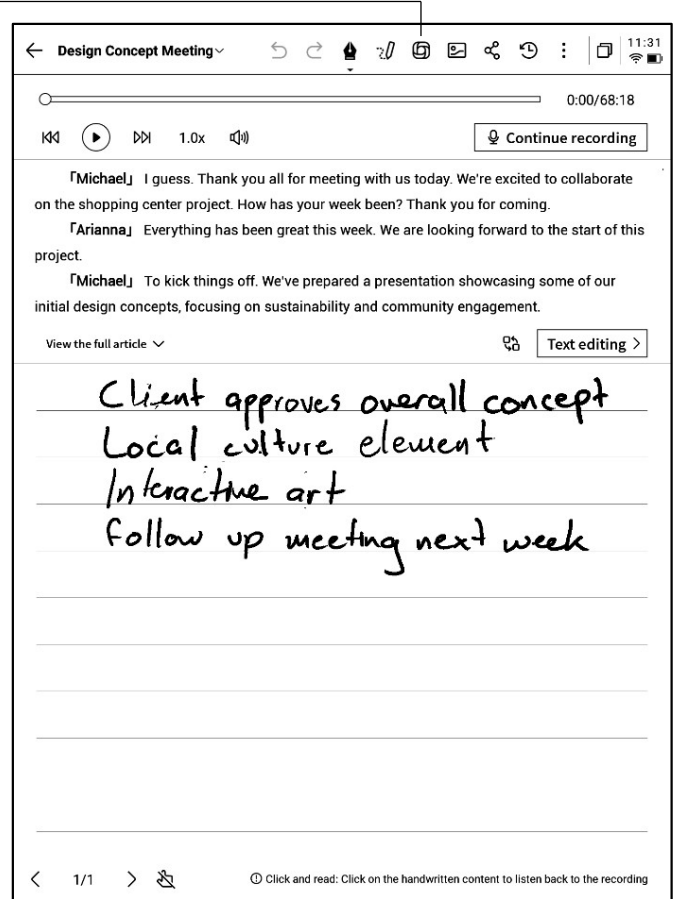 Design Concept Meeting
11:31
0:00/68:18
1.0x
Continue recording
「Michael」 I guess. Thank you all for meeting with us today. We're excited to collaborate
on the shopping center project. How has your week been? Thank you for coming.
「Arianna」 Everything has been great this week. We are looking forward to the start of this
project.
「Michael」 To kick things off. We've prepared a presentation showcasing some of our
initial design concepts, focusing on sustainability and community engagement.
View the full article
Text editing >
Client approves overall concept
Local culture element
Interactive art
Follow up meeting next week
1/1
Click and read: Click on the handwritten content to listen back to the recording